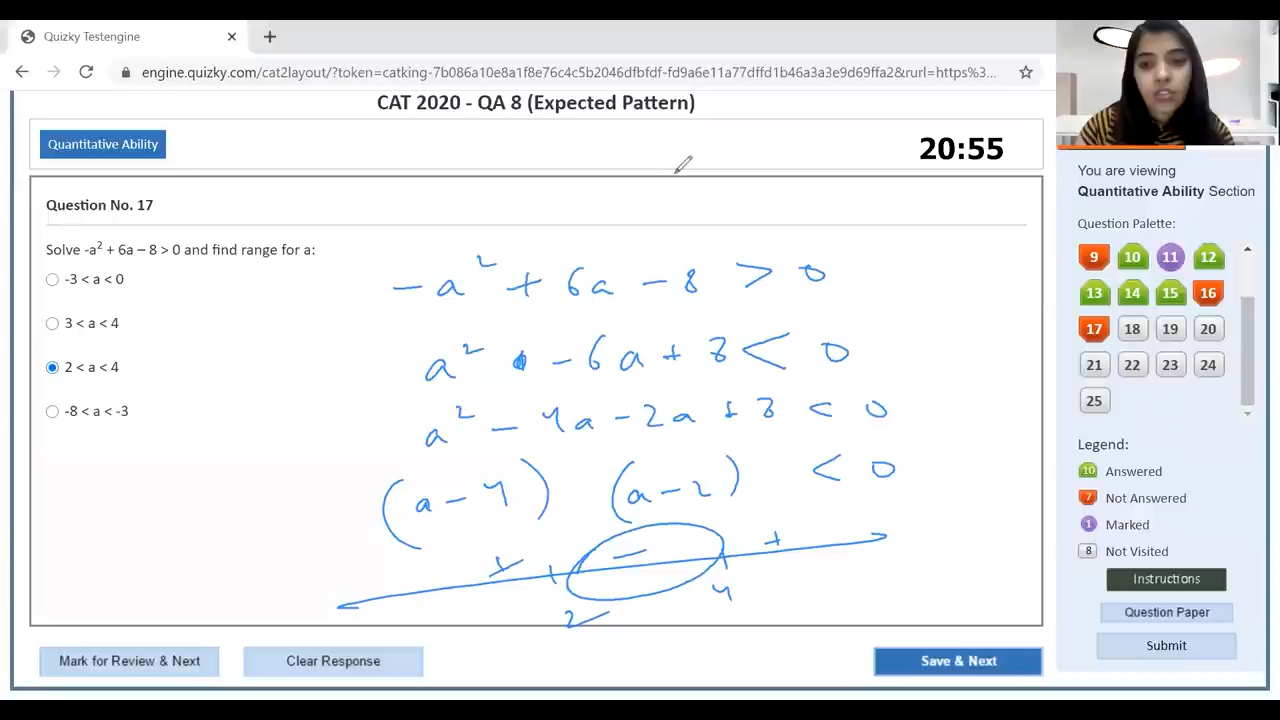 Quizky Testengine
engine.quizky.com/cat2layout/?token=catking-7b086a10e8a1f8e76c4c5b2046dfbfdf-fd9a6e11a77dffd1b46a3a3e9d69ffa2&rurl=https%3...
CAT 2020 - QA 8 (Expected Pattern)
Quantitative Ability
20:55
Question No. 17
Solve -a² + 6a – 8 > 0 and find range for a:
-3 < a < 0
3 < a < 4
2 < a < 4
-8 < a < -3
-a² + 6a - 8 > 0
a² - 6a + 8 < 0
a² - 4a - 2a + 8 < 0
(a - 4) (a - 2) < 0
+ - +
2 4
Mark for Review & Next
Clear Response
Save & Next
You are viewing
Quantitative Ability Section
Question Palette:
9 10 11 12
13 14 15 16
17 18 19 20
21 22 23 24
25
Legend:
10 Answered
7 Not Answered
1 Marked
8 Not Visited
Instructions
Question Paper
Submit